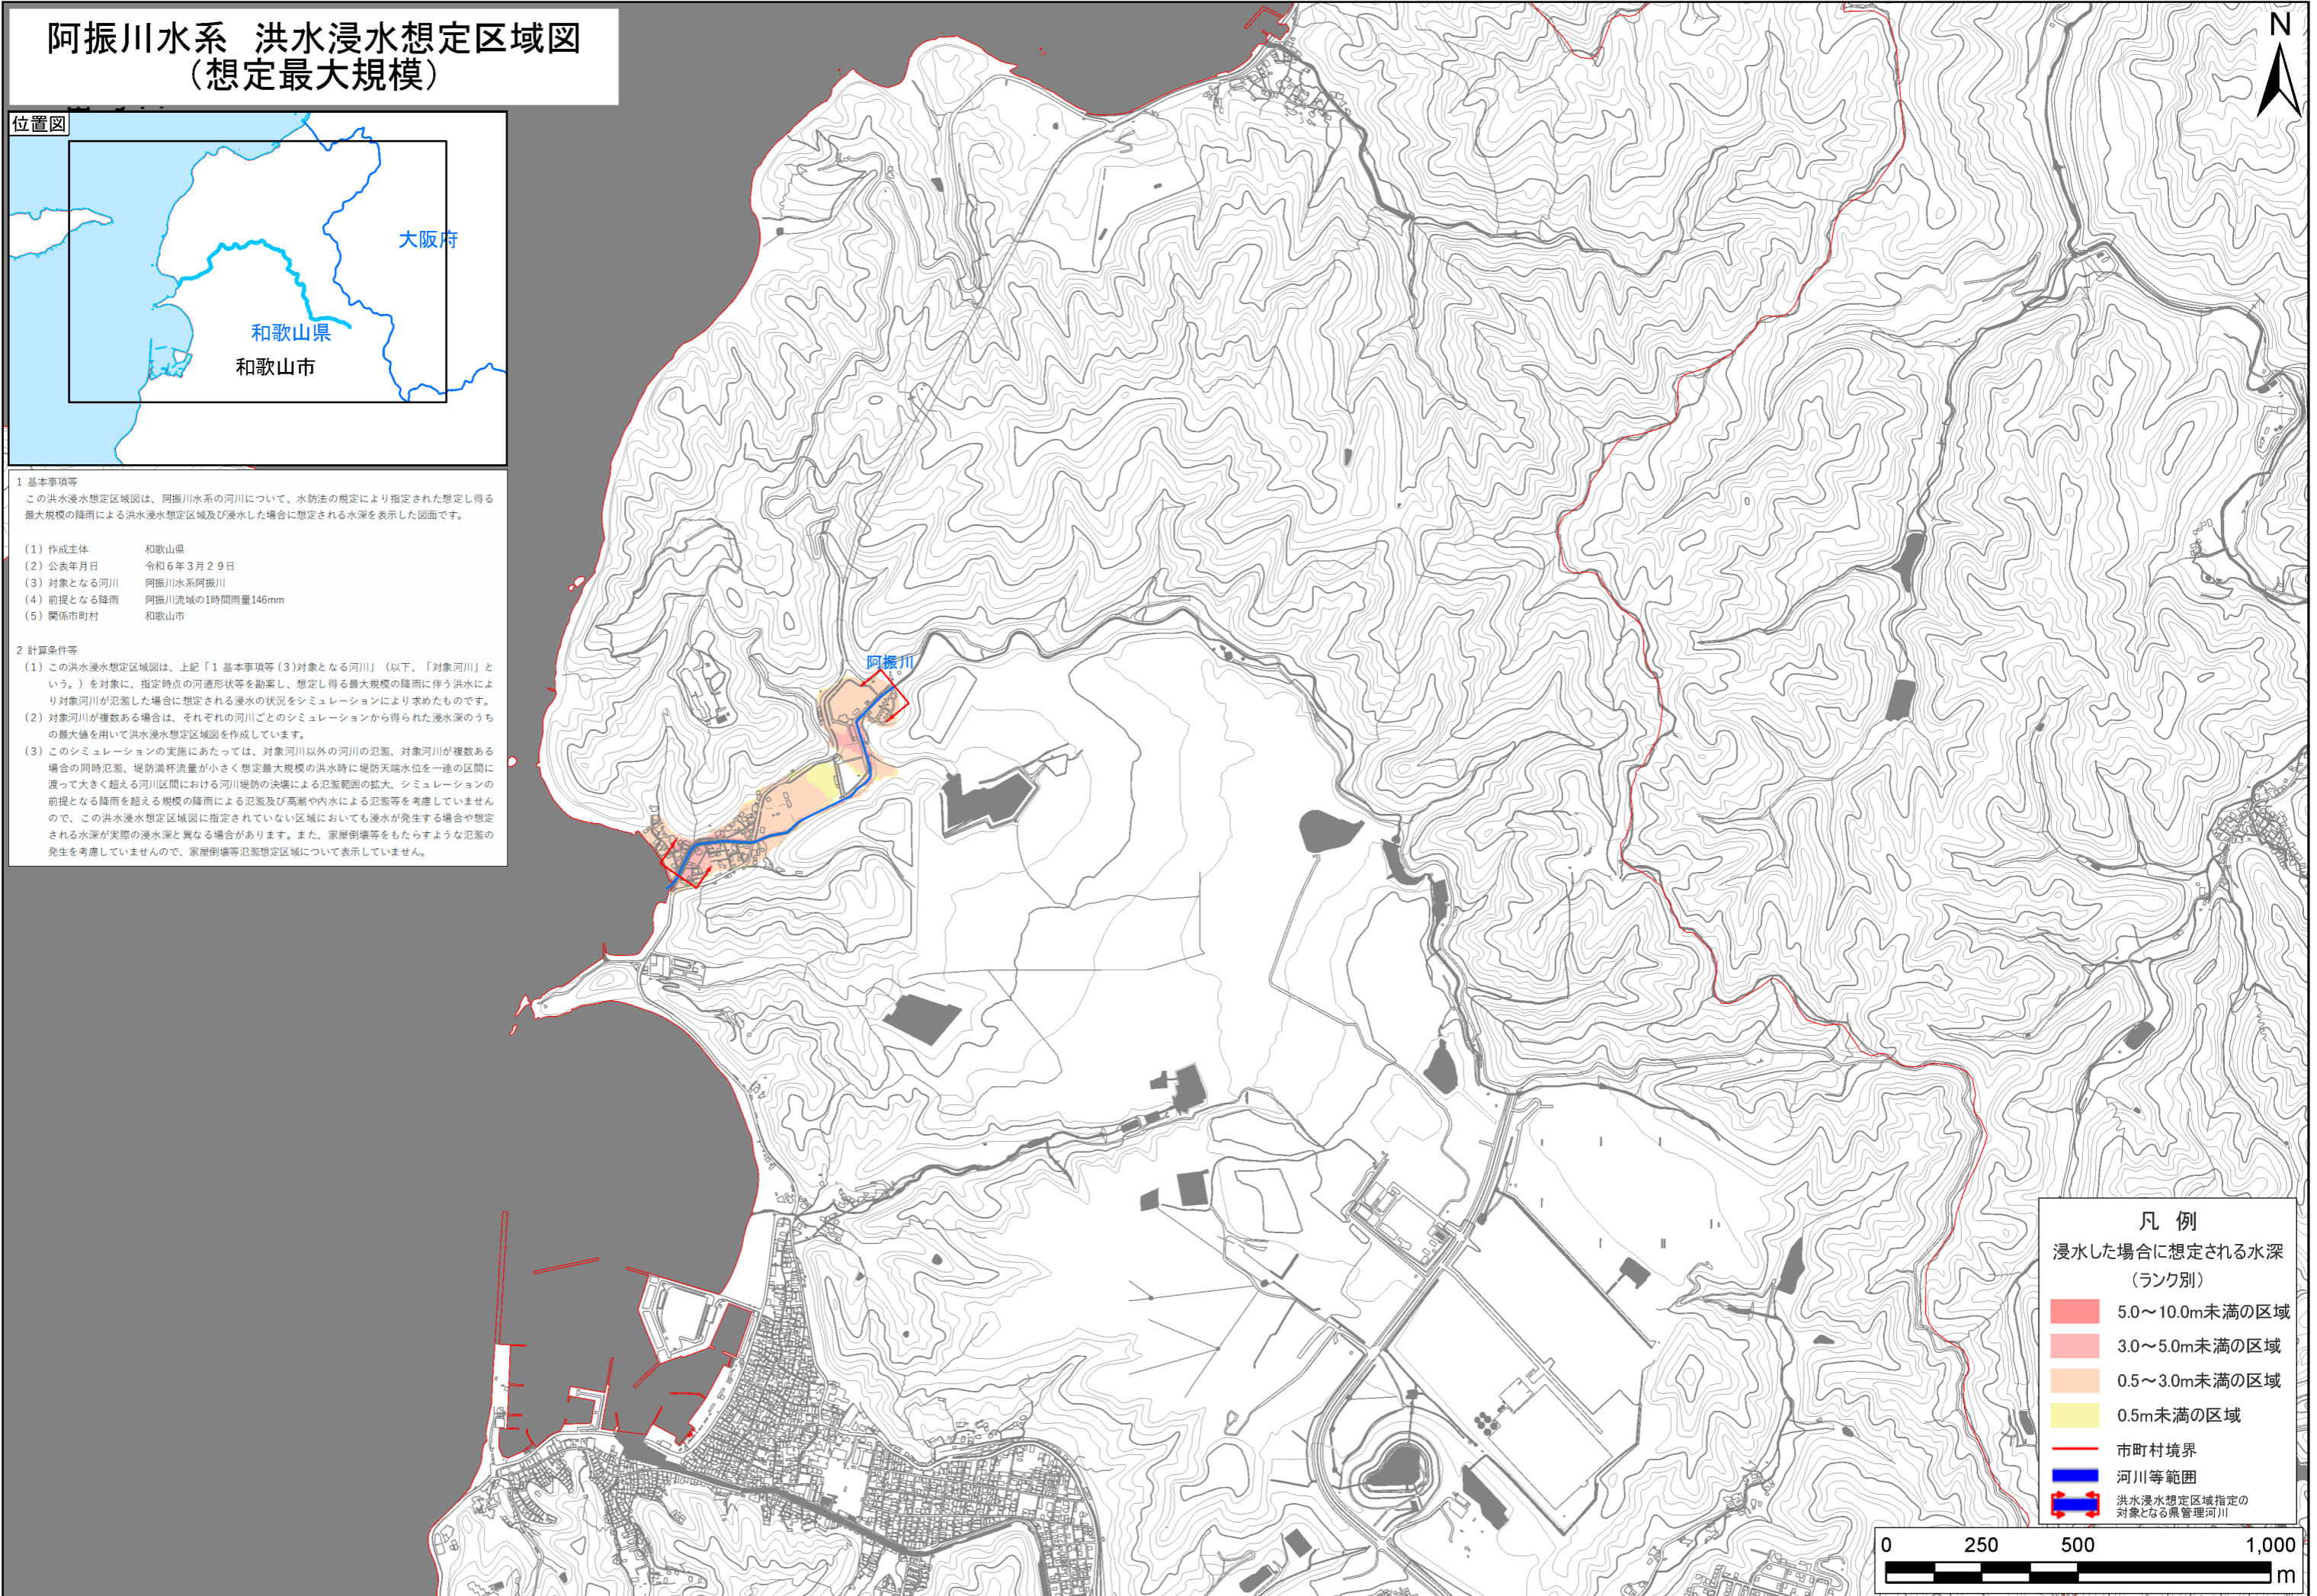 阿振川水系 洪水浸水想定区域図
（想定最大規模）
位置図
大阪府
和歌山県
和歌山市
1 基本事項等
この洪水浸水想定区域図は、阿振川水系の河川について、水防法の規定により指定された想定し得る
最大規模の降雨による洪水浸水想定区域及び浸水した場合に想定される水深を表示した図面です。
（1）作成主体 和歌山県
（2）公表年月日 令和６年３月２９日
（3）対象となる河川 阿振川水系阿振川
（4）前提となる降雨 阿振川流域の1時間雨量146mm
（5）関係市町村 和歌山市
2 計算条件等
（1）この洪水浸水想定区域図は、上記「1 基本事項等（3)対象となる河川」（以下、「対象河川」と
いう。）を対象に、指定時点の河道形状等を勘案し、想定し得る最大規模の降雨に伴う洪水によ
り対象河川が氾濫した場合に想定される浸水の状況をシミュレーションにより求めたものです。
（2）対象河川が複数ある場合は、それぞれの河川ごとのシミュレーションから得られた浸水深のうち
の最大値を用いて洪水浸水想定区域図を作成しています。
（3）このシミュレーションの実施にあたっては、対象河川以外の河川の氾濫、対象河川が複数ある
場合の同時氾濫、堤防満杯流量が小さく想定最大規模の洪水時に堤防天端水位を一連の区間に
渡って大きく超える河川区間における河川堤防の決壊による氾濫範囲の拡大、シミュレーションの
前提となる降雨を超える規模の降雨による氾濫及び高潮や内水による氾濫等を考慮していません
ので、この洪水浸水想定区域図に指定されていない区域においても浸水が発生する場合や想定
される水深が実際の浸水深と異なる場合があります。また、家屋倒壊等をもたらすような氾濫の
発生を考慮していませんので、家屋倒壊等氾濫想定区域について表示していません。
阿振川
N
凡 例
浸水した場合に想定される水深
（ランク別）
5.0～10.0m未満の区域
3.0～5.0m未満の区域
0.5～3.0m未満の区域
0.5m未満の区域
市町村境界
河川等範囲
洪水浸水想定区域指定の
対象となる県管理河川
0 250 500 1,000
m